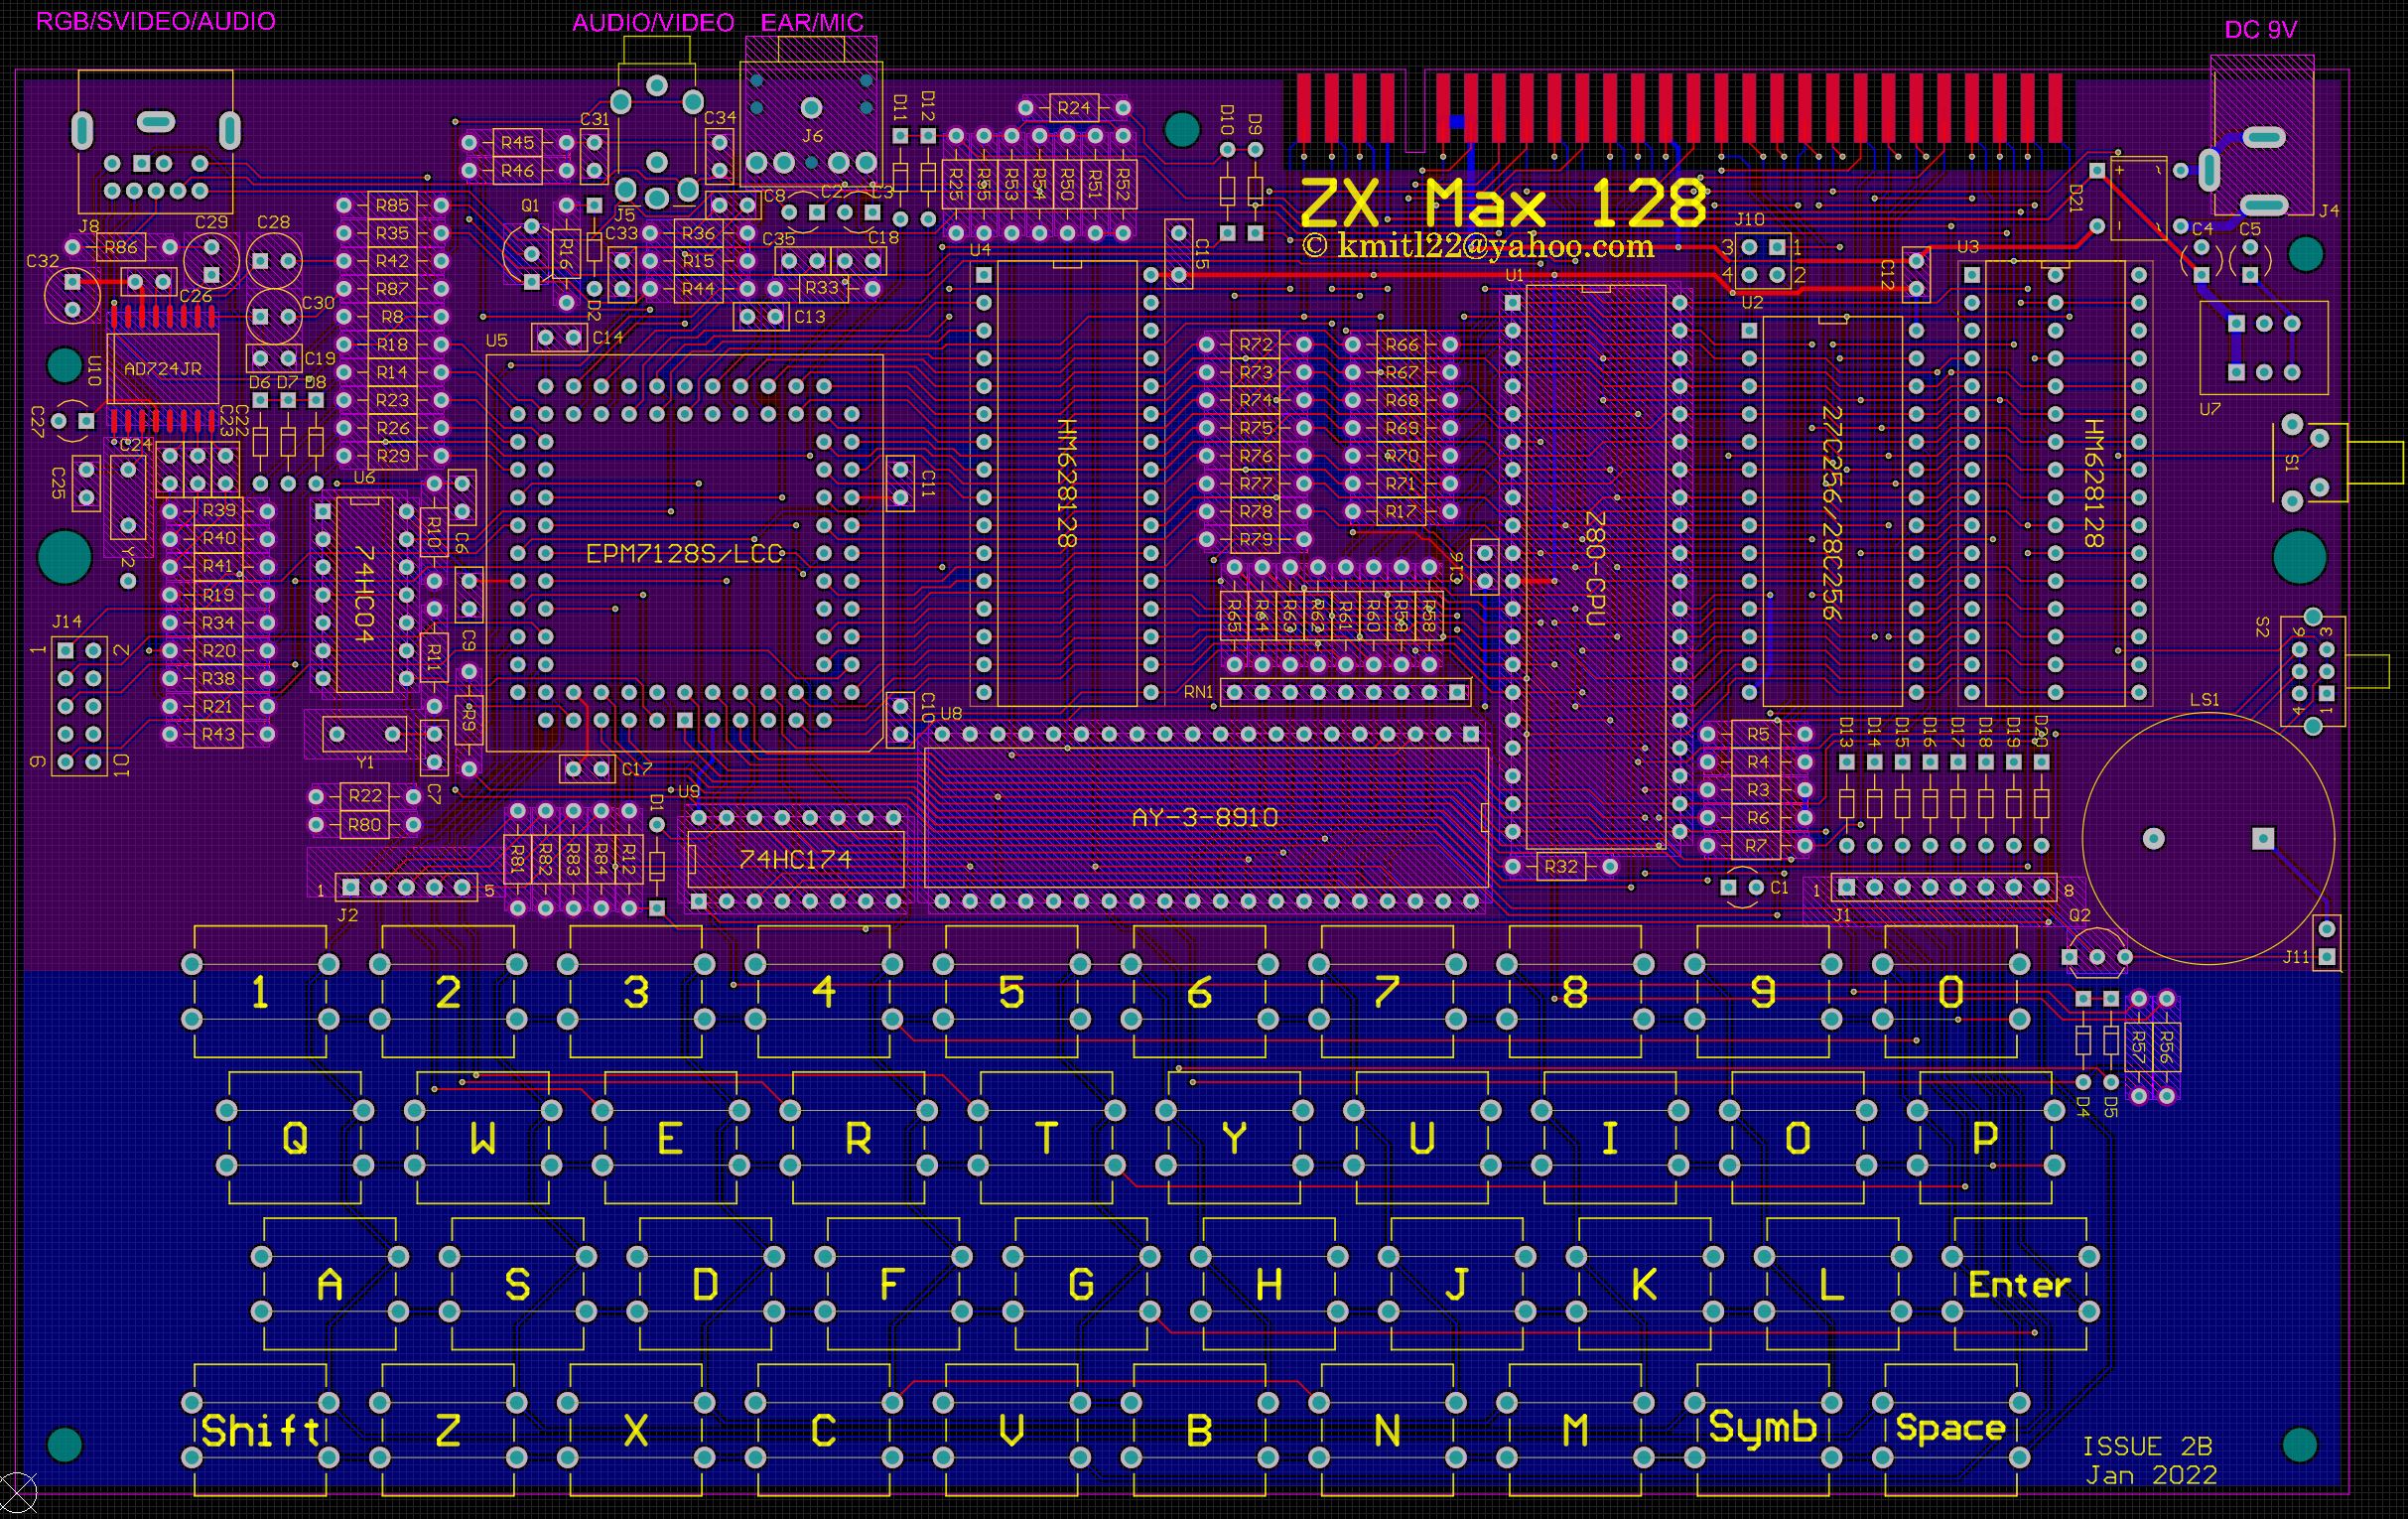 RGB/SVIDEO/AUDIO
AUDIO/VIDEO EAR/MIC
DC 9V
ZX Max 128
© kmitl22@yahoo.com
J8
C29
C28
R86
C32
C26
C30
U10
AD724JR
C19
D6 D7 D8
C27
C24
C23
C22
C25
Y2
R45
R46
C31
C34
J5
J6
Q1
R16
D2
C33
C8
C2
C3
R36
R15
R44
C35
C18
R33
C13
C14
D11
D12
R24
R25
R55
R53
R54
R50
R51
R52
D10
D9
C15
R85
R35
R42
R87
R8
R18
R14
R23
R26
R29
U6
74HC04
R10
C6
R11
C9
R9
R39
R40
R41
R19
R34
R20
R38
R21
R43
J14
1
2
9
10
Y1
C7
R22
R80
U5
EPM7128S/LCC
C11
C10
C17
U4
HM628128
R72
R73
R74
R75
R76
R77
R78
R79
R66
R67
R68
R69
R70
R71
R17
R65
R64
R63
R62
R61
R60
R59
R58
RN1
U1
Z80-CPU
J10
3
1
4
2
C12
U2
27C256/28C256
U3
HM628128
D21
+
J4
C4
C5
U7
S1
S2
6
3
4
1
LS1
U8
AY-3-8910
U9
74HC174
R81
R82
R83
R84
R12
D1
J2
1
5
R32
R5
R4
R3
R6
R7
C1
D13
D14
D15
D16
D17
D18
D19
D20
J1
1
8
Q2
J11
D4
D5
R57
R56
1 2 3 4 5 6 7 8 9 0
Q W E R T Y U I O P
A S D F G H J K L Enter
Shift Z X C V B N M Symb Space
ISSUE 2B
Jan 2022